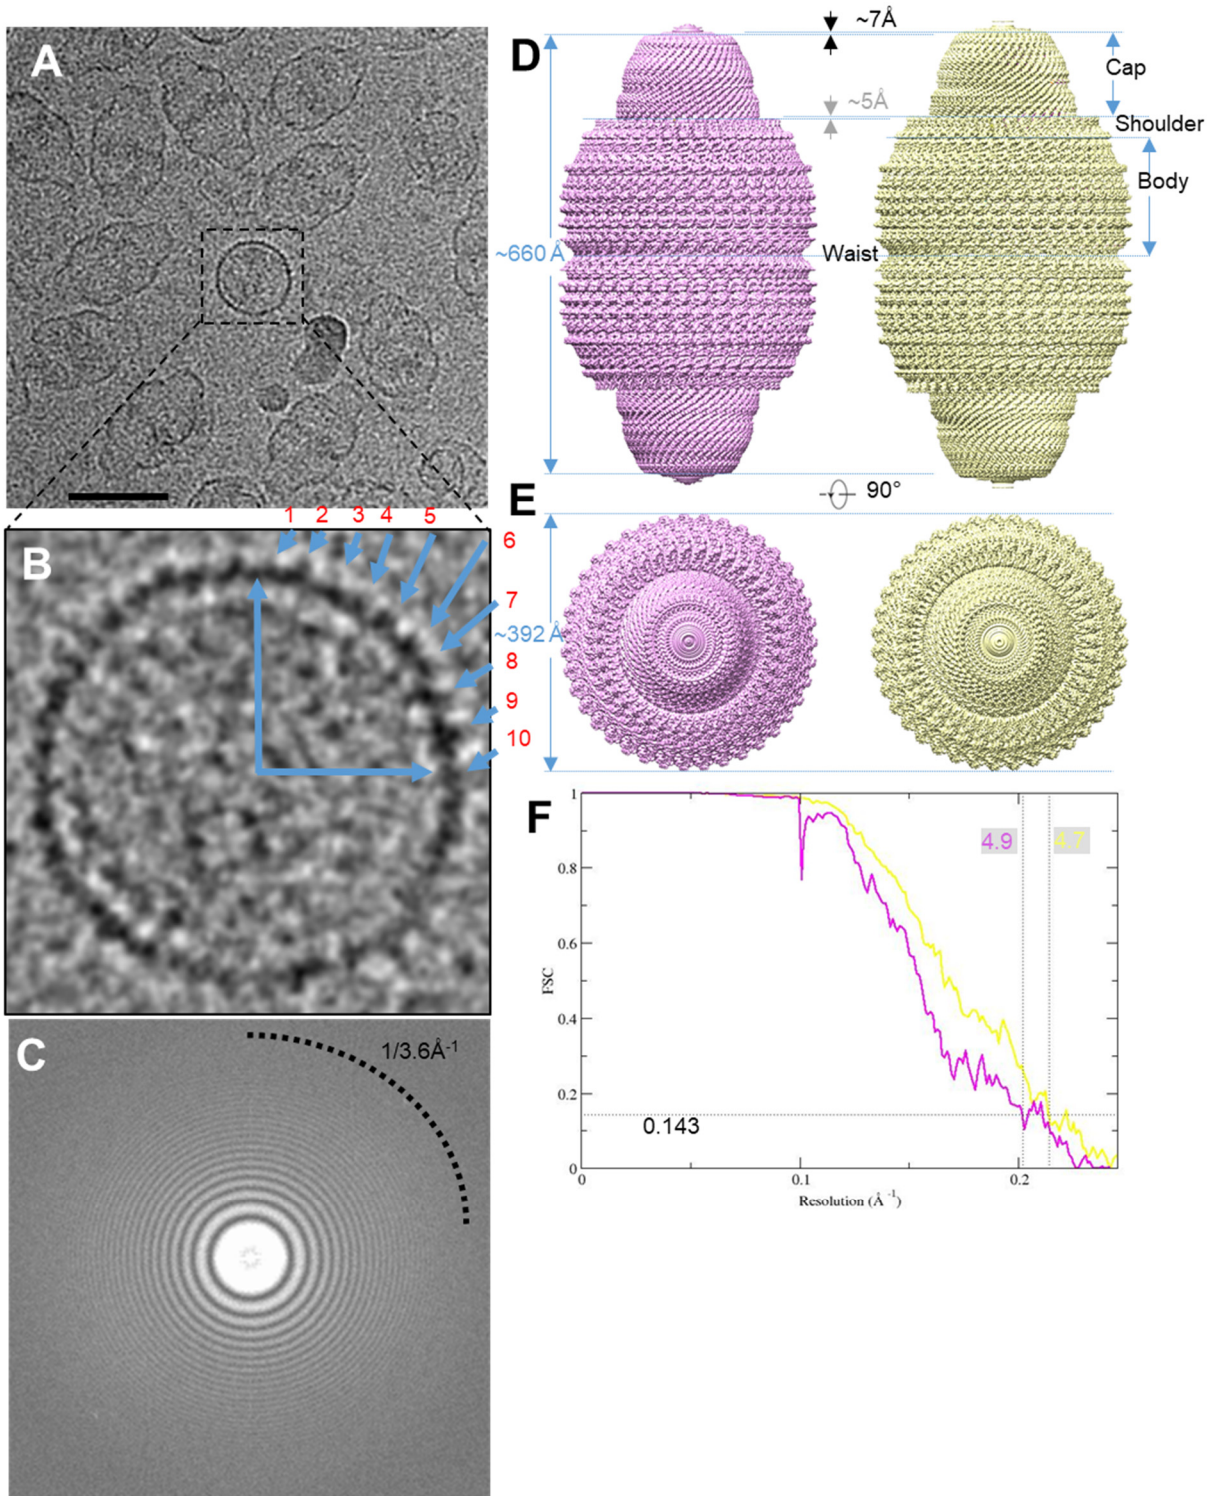 A
1 2 3 4 5
6
7
8
9
10
B
C
1/3.6Å-1
D
~7Å
Cap
~5Å
Shoulder
Body
~660 Å
Waist
E
90°
~392 Å
F
1
0.8
0.6
0.4
0.2
0
FSC
4.9
4.7
0.143
0
0.1
0.2
Resolution (Å -1)